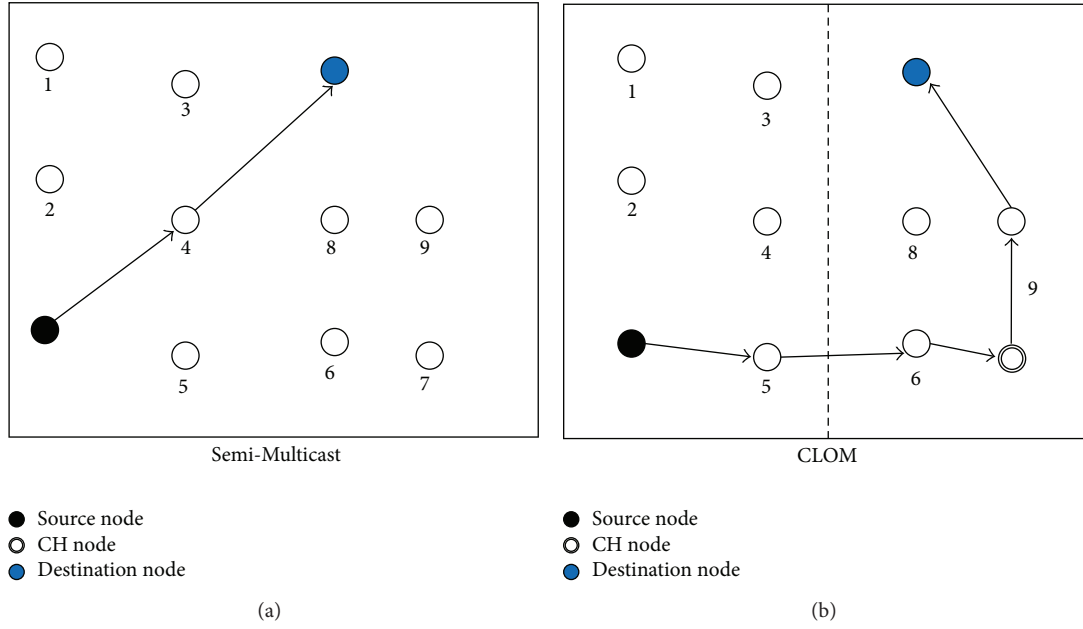 1
3
2
4
8
9
5
6
7
Semi-Multicast
Source node
CH node
Destination node
(a)
1
3
2
4
8
9
5
6
CLOM
Source node
CH node
Destination node
(b)